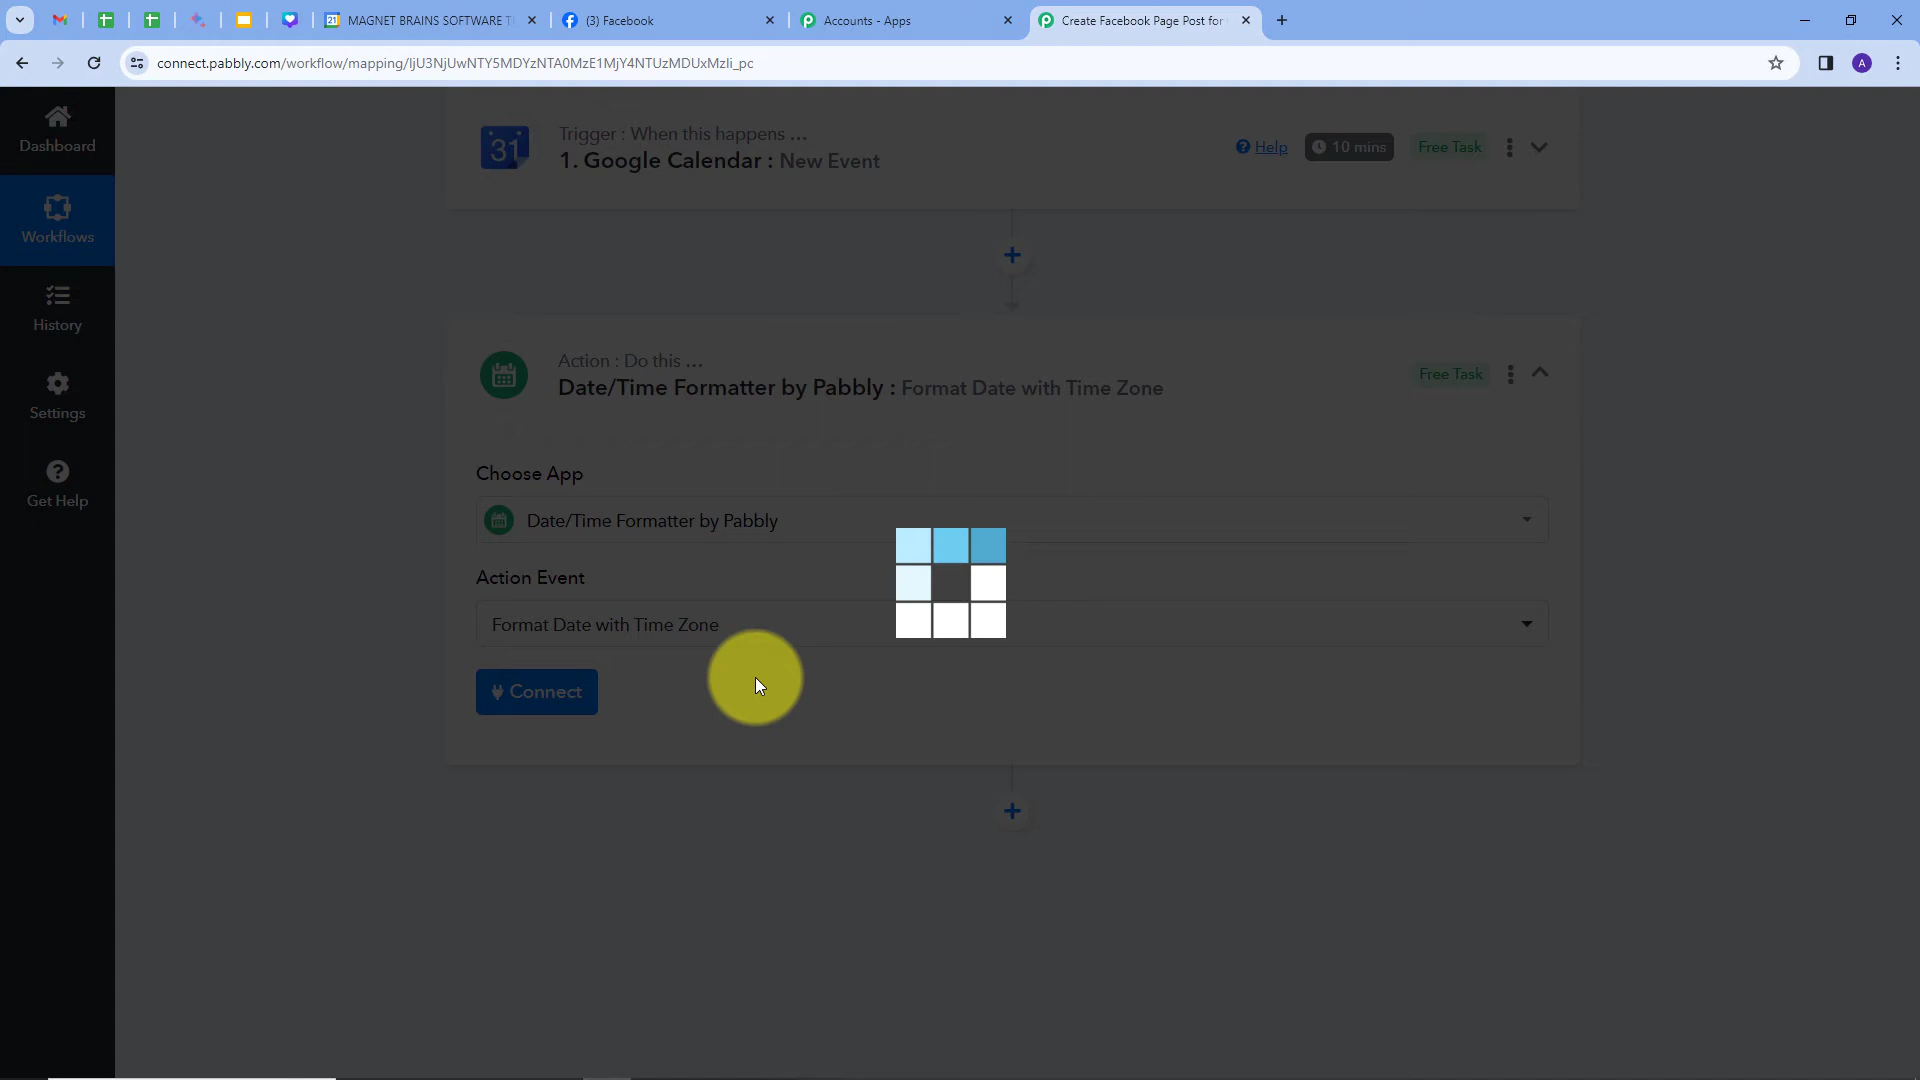 MAGNET BRAINS SOFTWARE T
(3) Facebook
Accounts - Apps
Create Facebook Page Post for
connect.pabbly.com/workflow/mapping/IjU3NjUwNTY5MDYzNTA0MzE1MjY4NTUzMDUxMzIi_pc
A
Dashboard
Workflows
History
Settings
Get Help
31
Trigger : When this happens ...
1. Google Calendar : New Event
Help
10 mins
Free Task
Action : Do this ...
Date/Time Formatter by Pabbly : Format Date with Time Zone
Free Task
Choose App
Date/Time Formatter by Pabbly
Action Event
Format Date with Time Zone
Connect